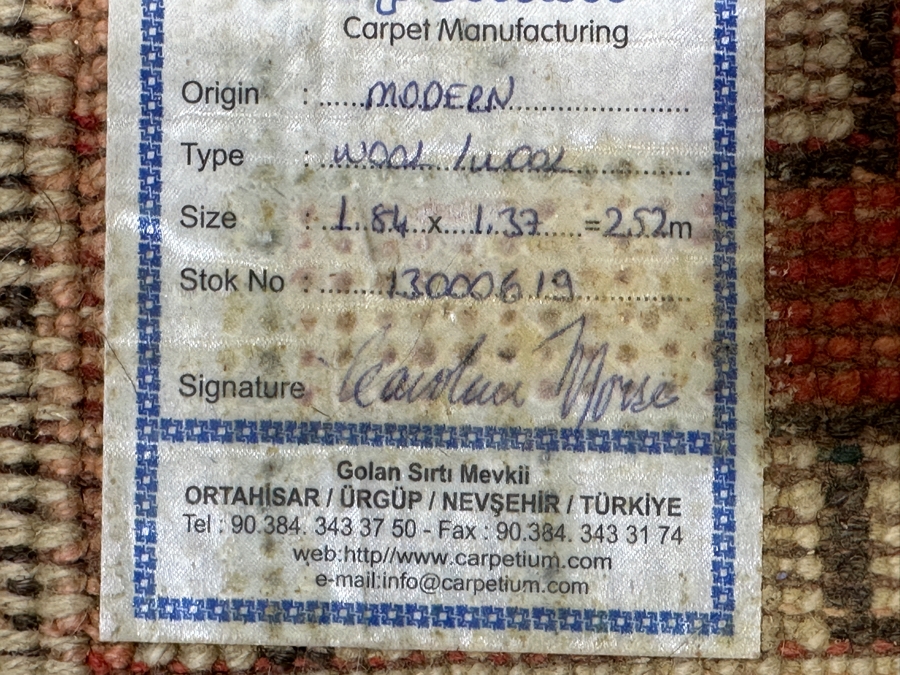 Carpet Manufacturing
Origin : ......MODERN..........................
Type : ..WOOL / WOOL..................
Size : .1.84..x....1.37......=2.52m
Stok No : ........13000619..................
Signature Morse
Golan Sırtı Mevkii
ORTAHİSAR / ÜRGÜP / NEVŞEHİR / TÜRKİYE
Tel : 90.384. 343 37 50 - Fax : 90.384. 343 31 74
web:http//www.carpetium.com
e-mail:info@carpetium.com